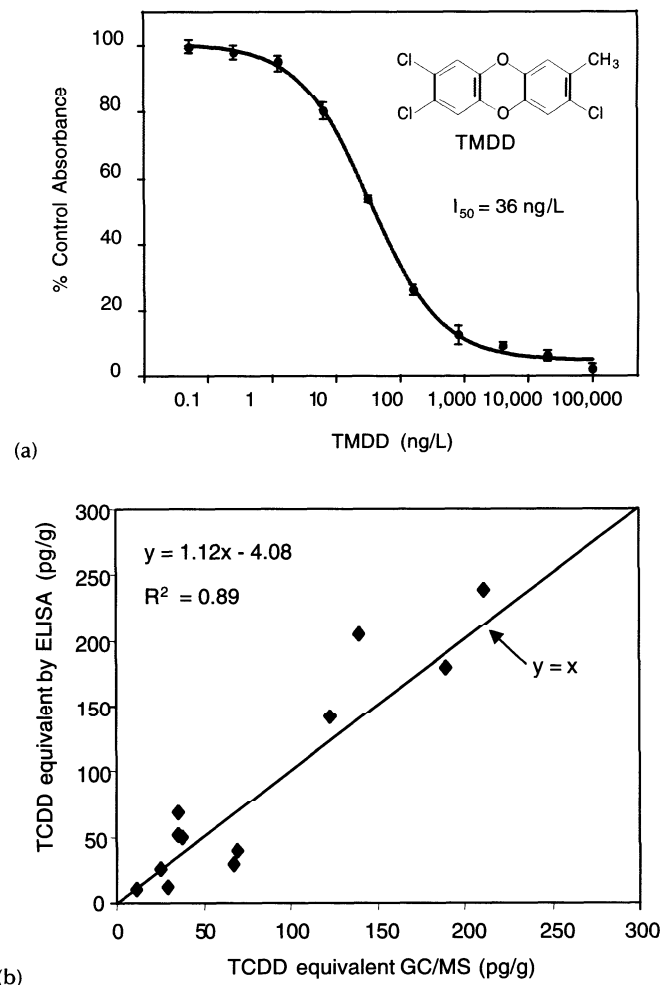 100
80
60
40
20
0
% Control Absorbance
Cl
Cl
O
O
CH3
Cl
TMDD
I50 = 36 ng/L
0.1 1 10 100 1,000 10,000 100,000
TMDD (ng/L)
(a)
300
250
200
150
100
50
0
TCDD equivalent by ELISA (pg/g)
y = 1.12x - 4.08
R2 = 0.89
y = x
0 50 100 150 200 250 300
TCDD equivalent GC/MS (pg/g)
(b)